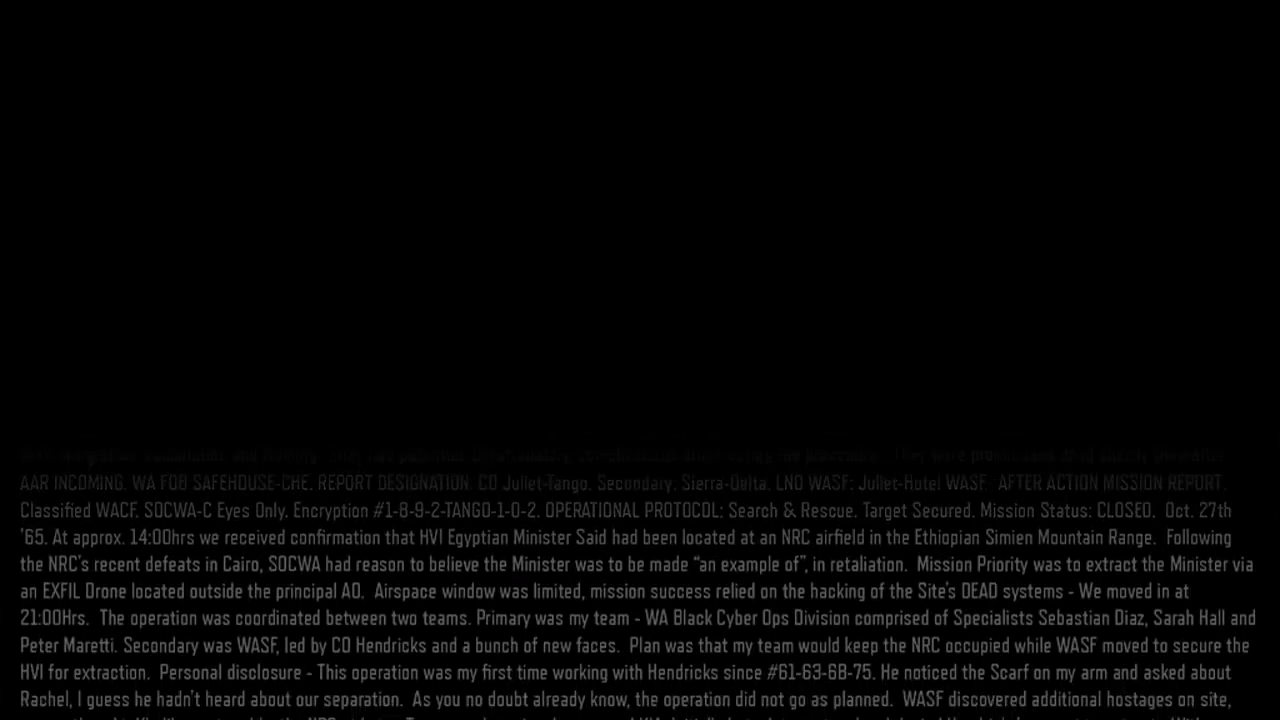 AAR INCOMING. WA FOB SAFEHOUSE-CHE. REPORT DESIGNATION. CO Juliet-Tango. Secondary: Sierra-Delta. LNO WASF: Juliet-Hotel WASF. AFTER ACTION MISSION REPORT.
Classified WACF, SOCWA-C Eyes Only. Encryption #1-8-9-2-TANGO-1-0-2. OPERATIONAL PROTOCOL: Search & Rescue. Target Secured. Mission Status: CLOSED. Oct. 27th
'65. At approx. 14:00hrs we received confirmation that HVI Egyptian Minister Said had been located at an NRC airfield in the Ethiopian Simien Mountain Range. Following
the NRC's recent defeats in Cairo, SOCWA had reason to believe the Minister was to be made “an example of”, in retaliation. Mission Priority was to extract the Minister via
an EXFIL Drone located outside the principal AO. Airspace window was limited, mission success relied on the hacking of the Site's DEAD systems - We moved in at
21:00Hrs. The operation was coordinated between two teams. Primary was my team - WA Black Cyber Ops Division comprised of Specialists Sebastian Diaz, Sarah Hall and
Peter Maretti. Secondary was WASF, led by CO Hendricks and a bunch of new faces. Plan was that my team would keep the NRC occupied while WASF moved to secure the
HVI for extraction. Personal disclosure - This operation was my first time working with Hendricks since #61-63-6B-75. He noticed the Scarf on my arm and asked about
Rachel, I guess he hadn't heard about our separation. As you no doubt already know, the operation did not go as planned. WASF discovered additional hostages on site,